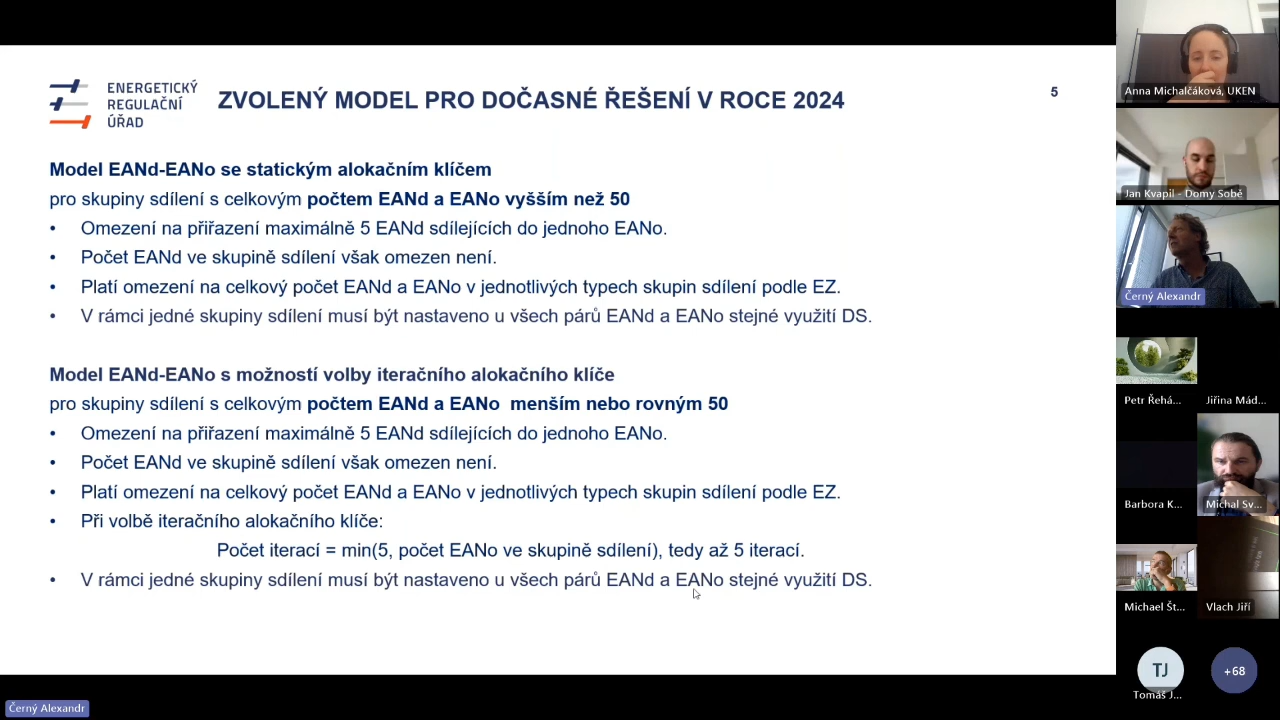 ENERGETICKÝ
REGULAČNÍ
ÚŘAD
ZVOLENÝ MODEL PRO DOČASNÉ ŘEŠENÍ V ROCE 2024
5
Model EANd-EANo se statickým alokačním klíčem
pro skupiny sdílení s celkovým počtem EANd a EANo vyšším než 50
• Omezení na přiřazení maximálně 5 EANd sdílejících do jednoho EANo.
• Počet EANd ve skupině sdílení však omezen není.
• Platí omezení na celkový počet EANd a EANo v jednotlivých typech skupin sdílení podle EZ.
• V rámci jedné skupiny sdílení musí být nastaveno u všech párů EANd a EANo stejné využití DS.
Model EANd-EANo s možností volby iteračního alokačního klíče
pro skupiny sdílení s celkovým počtem EANd a EANo menším nebo rovným 50
• Omezení na přiřazení maximálně 5 EANd sdílejících do jednoho EANo.
• Počet EANd ve skupině sdílení však omezen není.
• Platí omezení na celkový počet EANd a EANo v jednotlivých typech skupin sdílení podle EZ.
• Při volbě iteračního alokačního klíče:
Počet iterací = min(5, počet EANo ve skupině sdílení), tedy až 5 iterací.
• V rámci jedné skupiny sdílení musí být nastaveno u všech párů EANd a EANo stejné využití DS.
Anna Michalčáková, UKEN
Jan Kvapil - Domy Sobě
Černý Alexandr
Petr Řehá...
Jiřina Mád...
Barbora K...
Michal Sv...
Michael Št...
Vlach Jiří
TJ
Tomáš J...
+68
Černý Alexandr